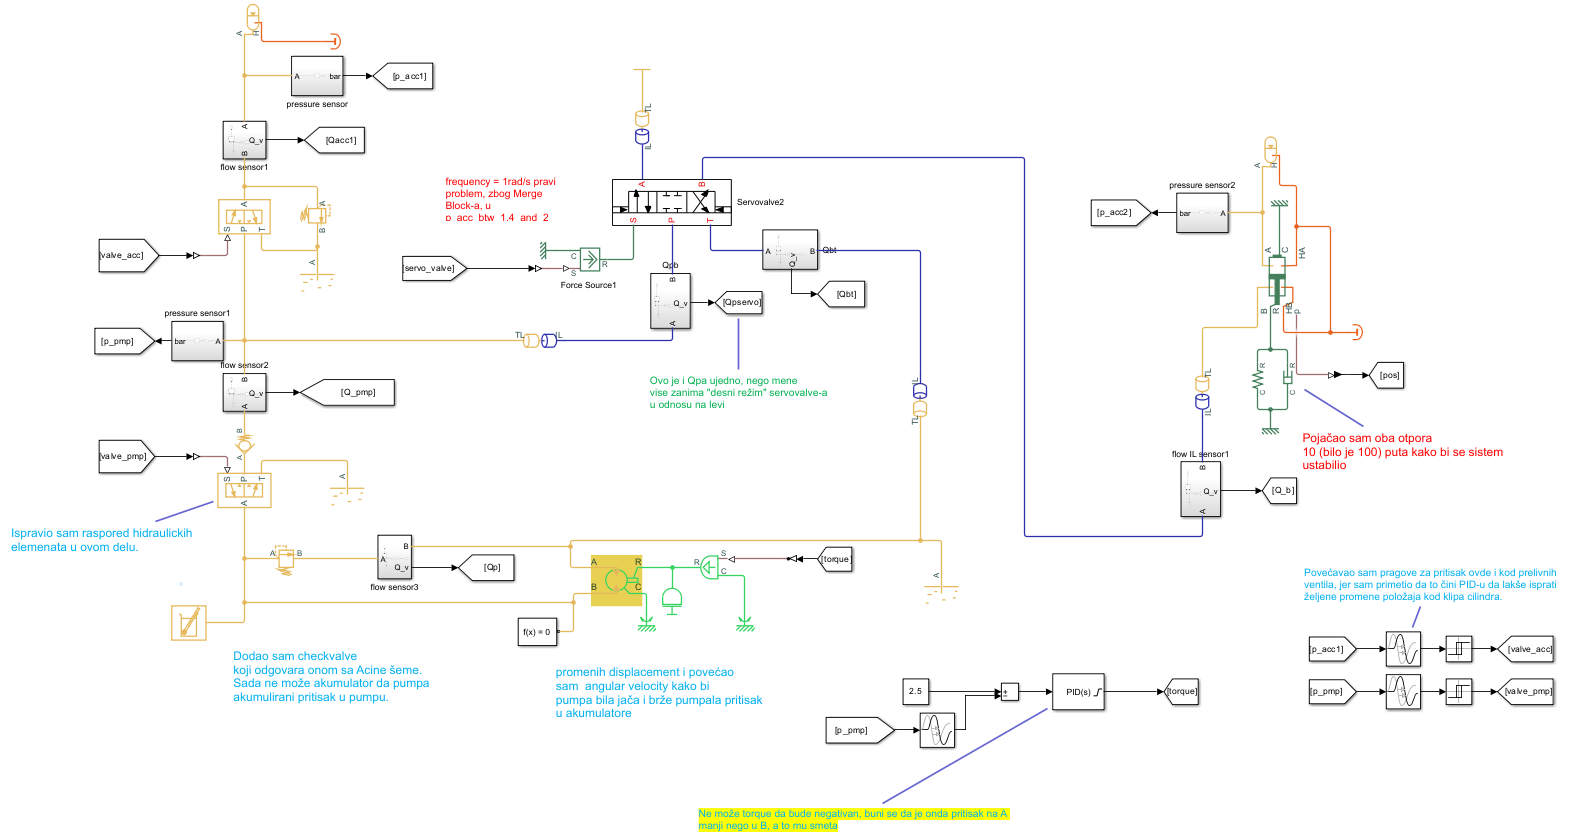 A
H
A
bar
[p_acc1]
pressure sensor
A
Q_v
B
[Qacc1]
flow sensor1
A
S
P
T
A
B
A
[valve_acc]
pressure sensor1
[p_pmp]
bar
A
flow sensor2
B
Q_v
A
[Q_pmp]
B
A
[valve_pmp]
S
P
T
A
A
Ispravio sam raspored hidraulickih
elemenata u ovom delu.
A
B
A
B
Q_v
flow sensor3
[Qp]
f(x) = 0
A
B
R
C
R
S
C
[torque]
A
Dodao sam checkvalve
koji odgovara onom sa Acine šeme.
Sada ne može akumulator da pumpa
akumulirani pritisak u pumpu.
promenih displacement i povećao
sam angular velocity kako bi
pumpa bila jača i brže pumpala pritisak
u akumulatore
frequency = 1rad/s pravi
problem, zbog Merge
Block-a, u
p_acc btw 1.4 and 2
TL
IL
A
B
S
P
T
Servovalve2
[servo_valve]
C
S
R
Force Source1
Qpb
B
Q_v
A
[Qpservo]
A
B
Q_v
Qbt
[Qbt]
TL
IL
Ovo je i Qpa ujedno, nego mene
vise zanima "desni režim" servovalve-a
u odnosu na levi
IL
TL
A
H
pressure sensor2
[p_acc2]
bar
A
A
C
HA
B
R
HB
p
R
C
R
C
[pos]
TL
IL
flow IL sensor1
B
Q_v
A
[Q_b]
Pojačao sam oba otpora
10 (bilo je 100) puta kako bi se sistem
ustabilio
Povećavao sam pragove za pritisak ovde i kod prelivnih
ventila, jer sam primetio da to čini PID-u da lakše isprati
željene promene položaja kod klipa cilindra.
[p_acc1]
[valve_acc]
[p_pmp]
[valve_pmp]
2.5
[p_pmp]
+
−
PID(s)
[torque]
Ne može torque da bude negativan, buni se da je onda pritisak na A
manji nego u B, a to mu smeta